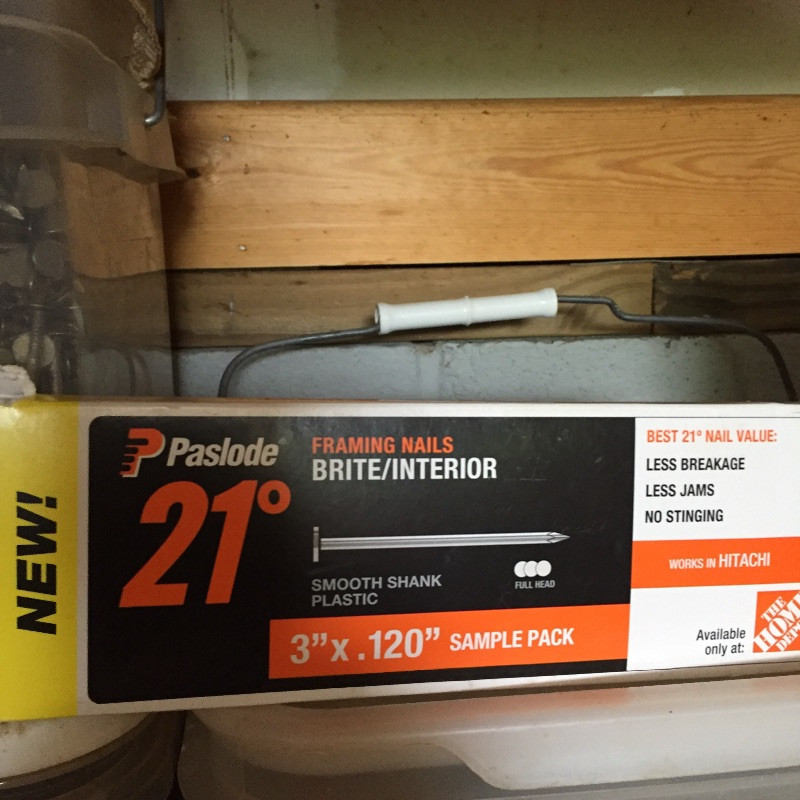 NEW!
Paslode®
21°
FRAMING NAILS
BRITE/INTERIOR
SMOOTH SHANK
PLASTIC
FULL HEAD
3”x .120” SAMPLE PACK
BEST 21° NAIL VALUE:
LESS BREAKAGE
LESS JAMS
NO STINGING
WORKS IN HITACHI
Available
only at:
THE
HOME
DEPOT